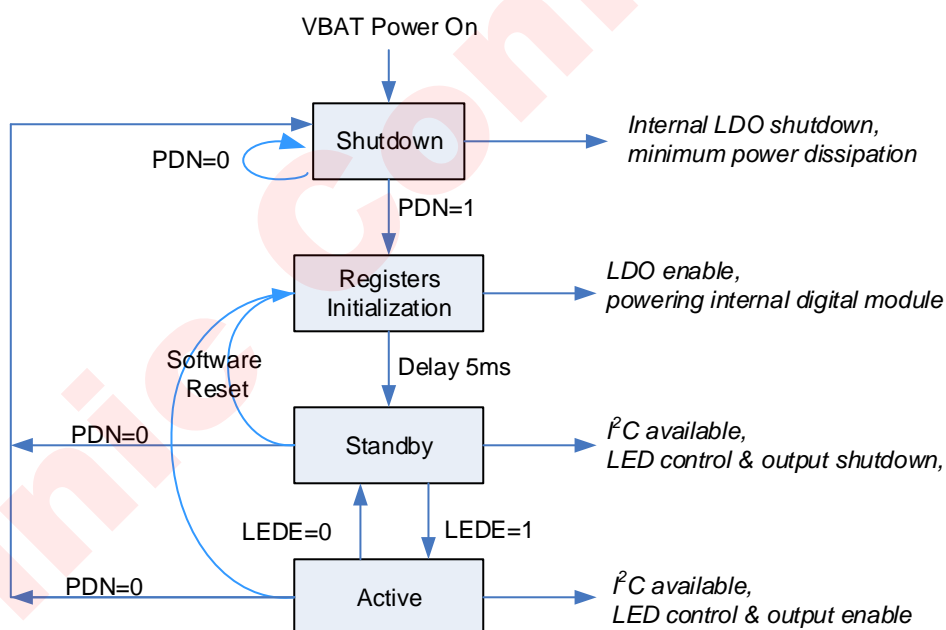 VBAT Power On
Shutdown
PDN=0
Internal LDO shutdown,
minimum power dissipation
PDN=1
Registers
Initialization
LDO enable,
powering internal digital module
Software
Reset
Delay 5ms
PDN=0
Standby
I²C available,
LED control & output shutdown,
LEDE=0
LEDE=1
PDN=0
Active
I²C available,
LED control & output enable